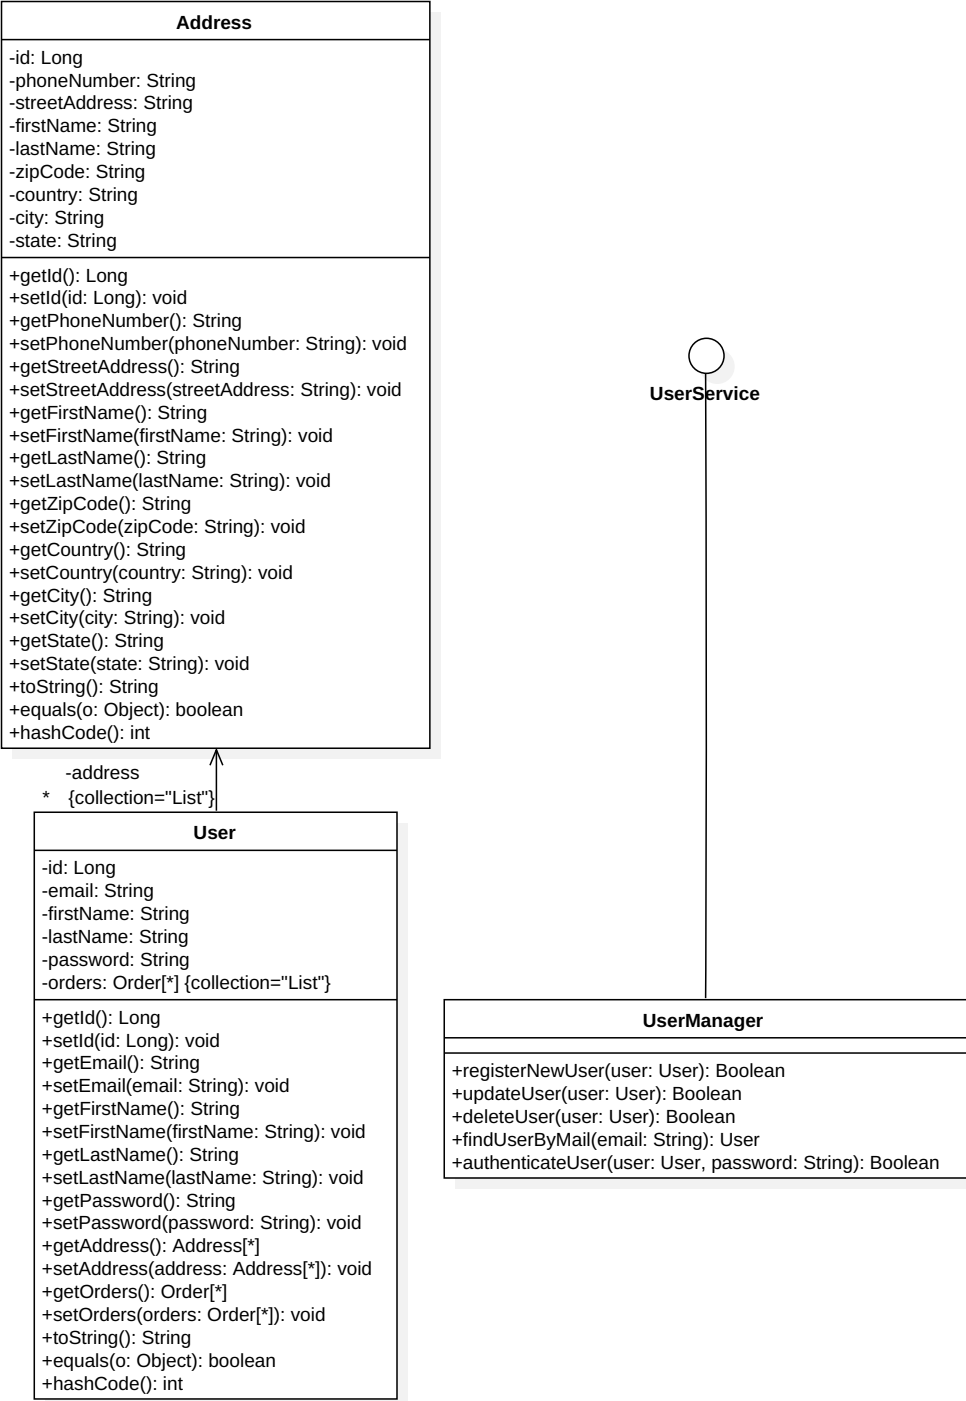 Address
-id: Long
-phoneNumber: String
-streetAddress: String
-firstName: String
-lastName: String
-zipCode: String
-country: String
-city: String
-state: String
+getId(): Long
+setId(id: Long): void
+getPhoneNumber(): String
+setPhoneNumber(phoneNumber: String): void
+getStreetAddress(): String
+setStreetAddress(streetAddress: String): void
+getFirstName(): String
+setFirstName(firstName: String): void
+getLastName(): String
+setLastName(lastName: String): void
+getZipCode(): String
+setZipCode(zipCode: String): void
+getCountry(): String
+setCountry(country: String): void
+getCity(): String
+setCity(city: String): void
+getState(): String
+setState(state: String): void
+toString(): String
+equals(o: Object): boolean
+hashCode(): int
-address
* {collection="List"}
User
-id: Long
-email: String
-firstName: String
-lastName: String
-password: String
-orders: Order[*] {collection="List"}
+getId(): Long
+setId(id: Long): void
+getEmail(): String
+setEmail(email: String): void
+getFirstName(): String
+setFirstName(firstName: String): void
+getLastName(): String
+setLastName(lastName: String): void
+getPassword(): String
+setPassword(password: String): void
+getAddress(): Address[*]
+setAddress(address: Address[*]): void
+getOrders(): Order[*]
+setOrders(orders: Order[*]): void
+toString(): String
+equals(o: Object): boolean
+hashCode(): int
UserService
UserManager
+registerNewUser(user: User): Boolean
+updateUser(user: User): Boolean
+deleteUser(user: User): Boolean
+findUserByMail(email: String): User
+authenticateUser(user: User, password: String): Boolean